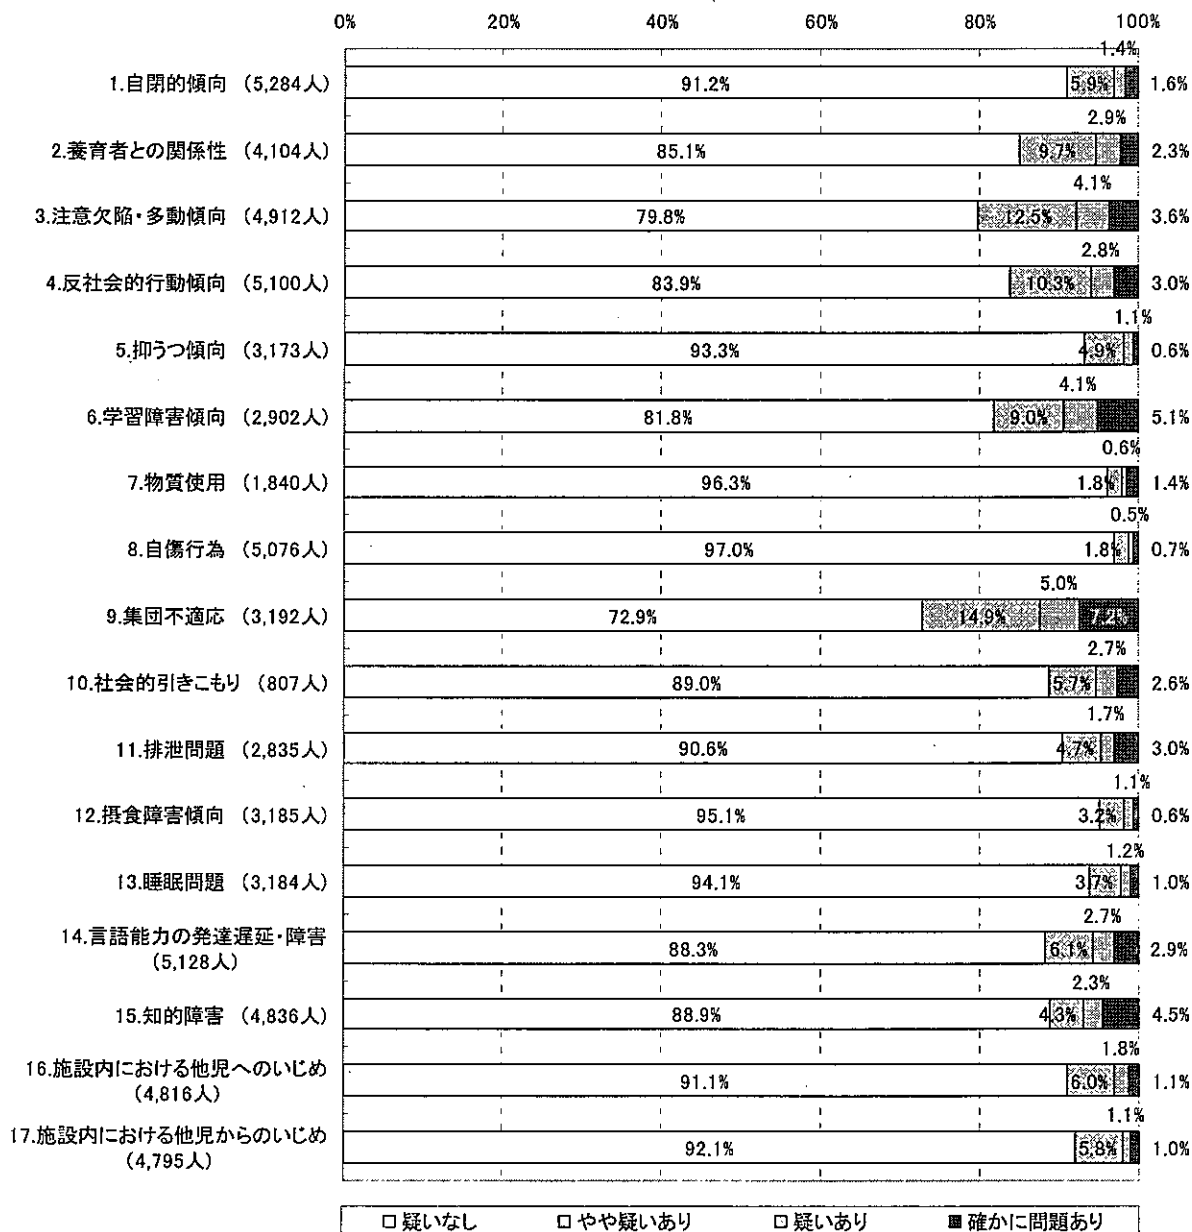 0% 20% 40% 60% 80% 100%
1.4%
1.自閉的傾向 (5,284人) 91.2% 5.9% 1.6%
2.9%
2.養育者との関係性 (4,104人) 85.1% 9.7% 2.3%
4.1%
3.注意欠陥・多動傾向 (4,912人) 79.8% 12.5% 3.6%
2.8%
4.反社会的行動傾向 (5,100人) 83.9% 10.3% 3.0%
1.1%
5.抑うつ傾向 (3,173人) 93.3% 4.9% 0.6%
4.1%
6.学習障害傾向 (2,902人) 81.8% 9.0% 5.1%
0.6%
7.物質使用 (1,840人) 96.3% 1.8% 1.4%
0.5%
8.自傷行為 (5,076人) 97.0% 1.8% 0.7%
5.0%
9.集団不適応 (3,192人) 72.9% 14.9% 7.2%
2.7%
10.社会的引きこもり (807人) 89.0% 5.7% 2.6%
1.7%
11.排泄問題 (2,835人) 90.6% 4.7% 3.0%
1.1%
12.摂食障害傾向 (3,185人) 95.1% 3.2% 0.6%
1.2%
13.睡眠問題 (3,184人) 94.1% 3.7% 1.0%
2.7%
14.言語能力の発達遅延・障害
(5,128人) 88.3% 6.1% 2.9%
2.3%
15.知的障害 (4,836人) 88.9% 4.3% 4.5%
1.8%
16.施設内における他児へのいじめ
(4,816人) 91.1% 6.0% 1.1%
1.1%
17.施設内における他児からのいじめ
(4,795人) 92.1% 5.8% 1.0%
疑いなし やや疑いあり 疑いあり 確かに問題あり